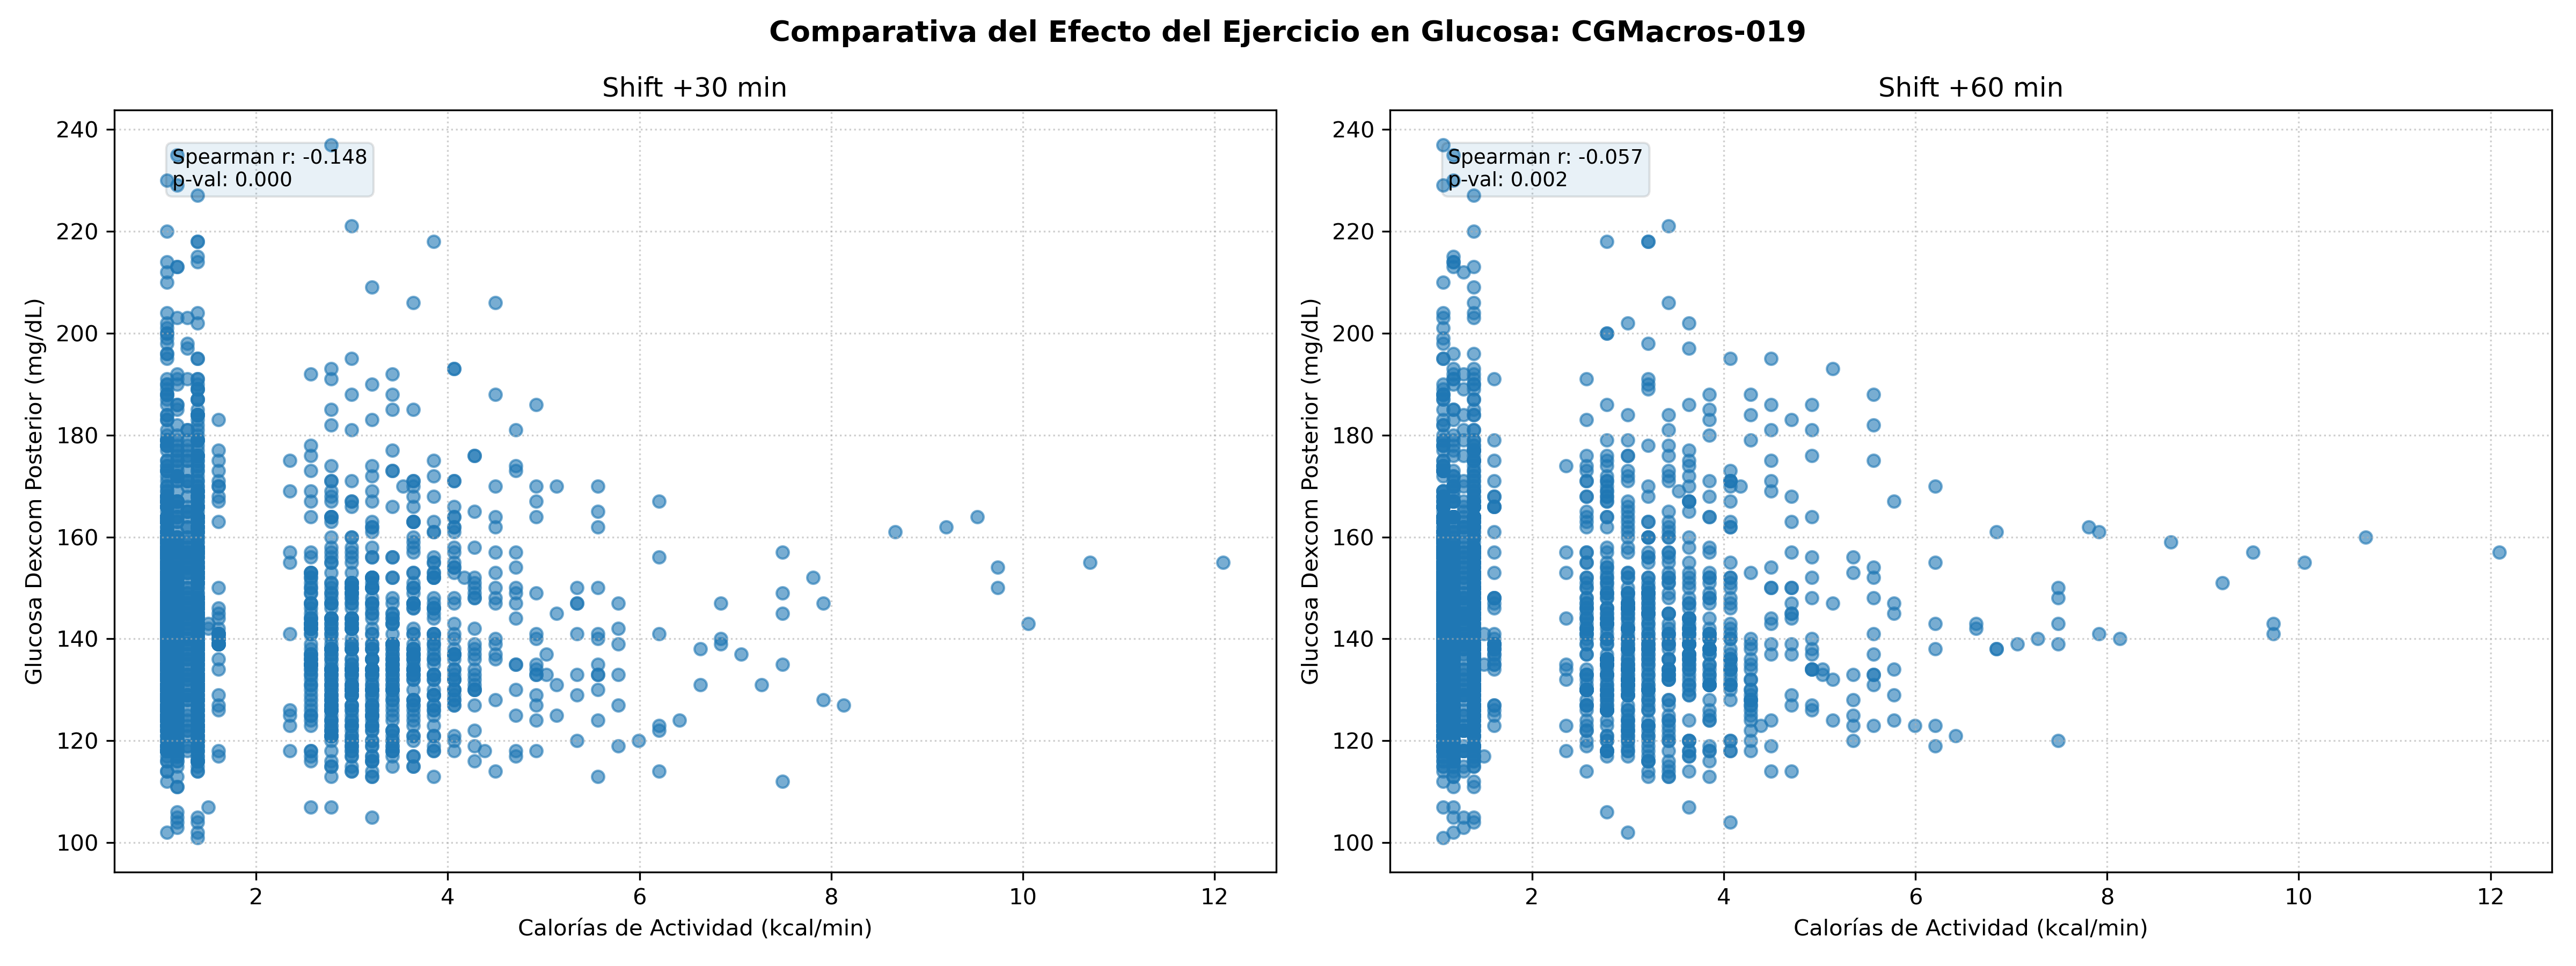 Comparativa del Efecto del Ejercicio en Glucosa: CGMacros-019
Shift +30 min
240
220
200
180
160
140
120
100
Glucosa Dexcom Posterior (mg/dL)
Spearman r: -0.148
p-val: 0.000
2
4
6
8
10
12
Calorías de Actividad (kcal/min)
Shift +60 min
240
220
200
180
160
140
120
100
Glucosa Dexcom Posterior (mg/dL)
Spearman r: -0.057
p-val: 0.002
2
4
6
8
10
12
Calorías de Actividad (kcal/min)